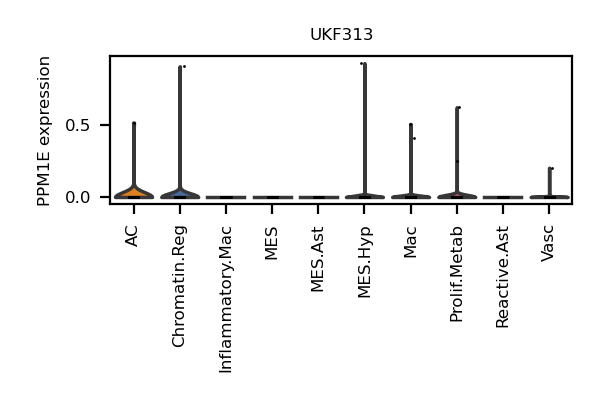 UKF313
PPM1E expression
0.5
0.0
AC
Chromatin.Reg
Inflammatory.Mac
MES
MES.Ast
MES.Hyp
Mac
Prolif.Metab
Reactive.Ast
Vasc